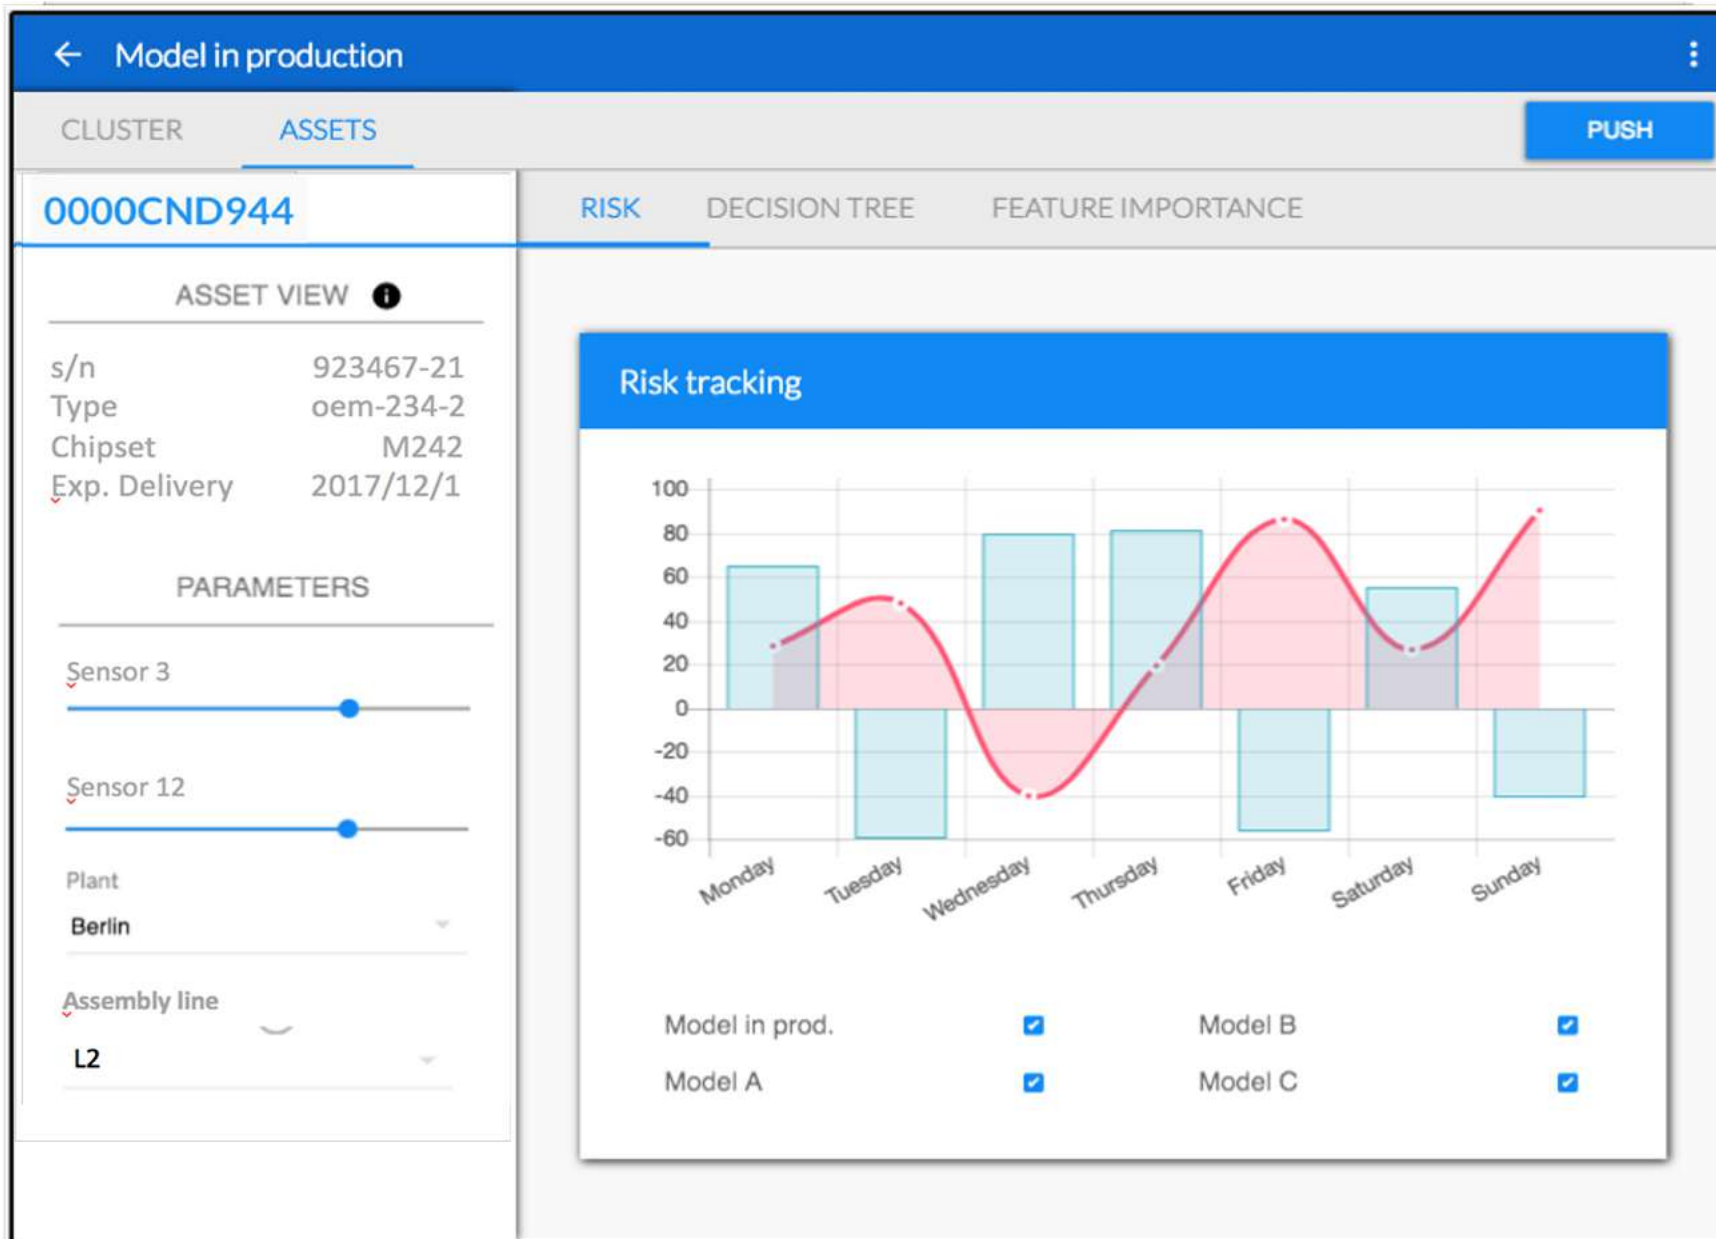 Model in production
CLUSTER ASSETS PUSH
0000CND944
RISK DECISION TREE FEATURE IMPORTANCE
ASSET VIEW
s/n 923467-21
Type oem-234-2
Chipset M242
Exp. Delivery 2017/12/1
PARAMETERS
Sensor 3
Sensor 12
Plant
Berlin
Assembly line
L2
Risk tracking
100
80
60
40
20
0
-20
-40
-60
Monday Tuesday Wednesday Thursday Friday Saturday Sunday
Model in prod. Model B
Model A Model C